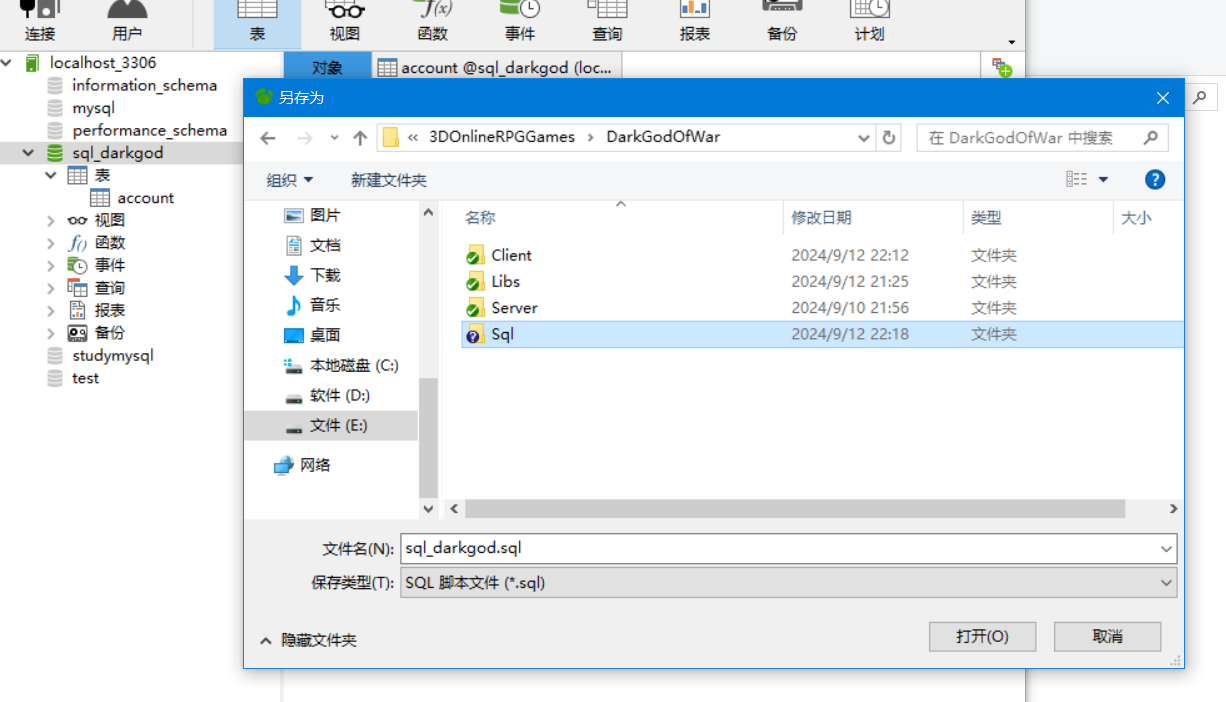 连接 用户 表 视图 函数 事件 查询 报表 备份 计划
localhost_3306
information_schema
mysql
performance_schema
sql_darkgod
表
account
视图
函数
事件
查询
报表
备份
studymysql
test
对象 account @sql_darkgod (loc...
另存为
« 3DOnlineRPGGames › DarkGodOfWar 在 DarkGodOfWar 中搜索
组织 新建文件夹
图片
文档
下载
音乐
桌面
本地磁盘 (C:)
软件 (D:)
文件 (E:)
网络
名称 修改日期 类型 大小
Client 2024/9/12 22:12 文件夹
Libs 2024/9/12 21:25 文件夹
Server 2024/9/10 21:56 文件夹
Sql 2024/9/12 22:18 文件夹
文件名(N): sql_darkgod.sql
保存类型(T): SQL 脚本文件 (*.sql)
隐藏文件夹 打开(O) 取消